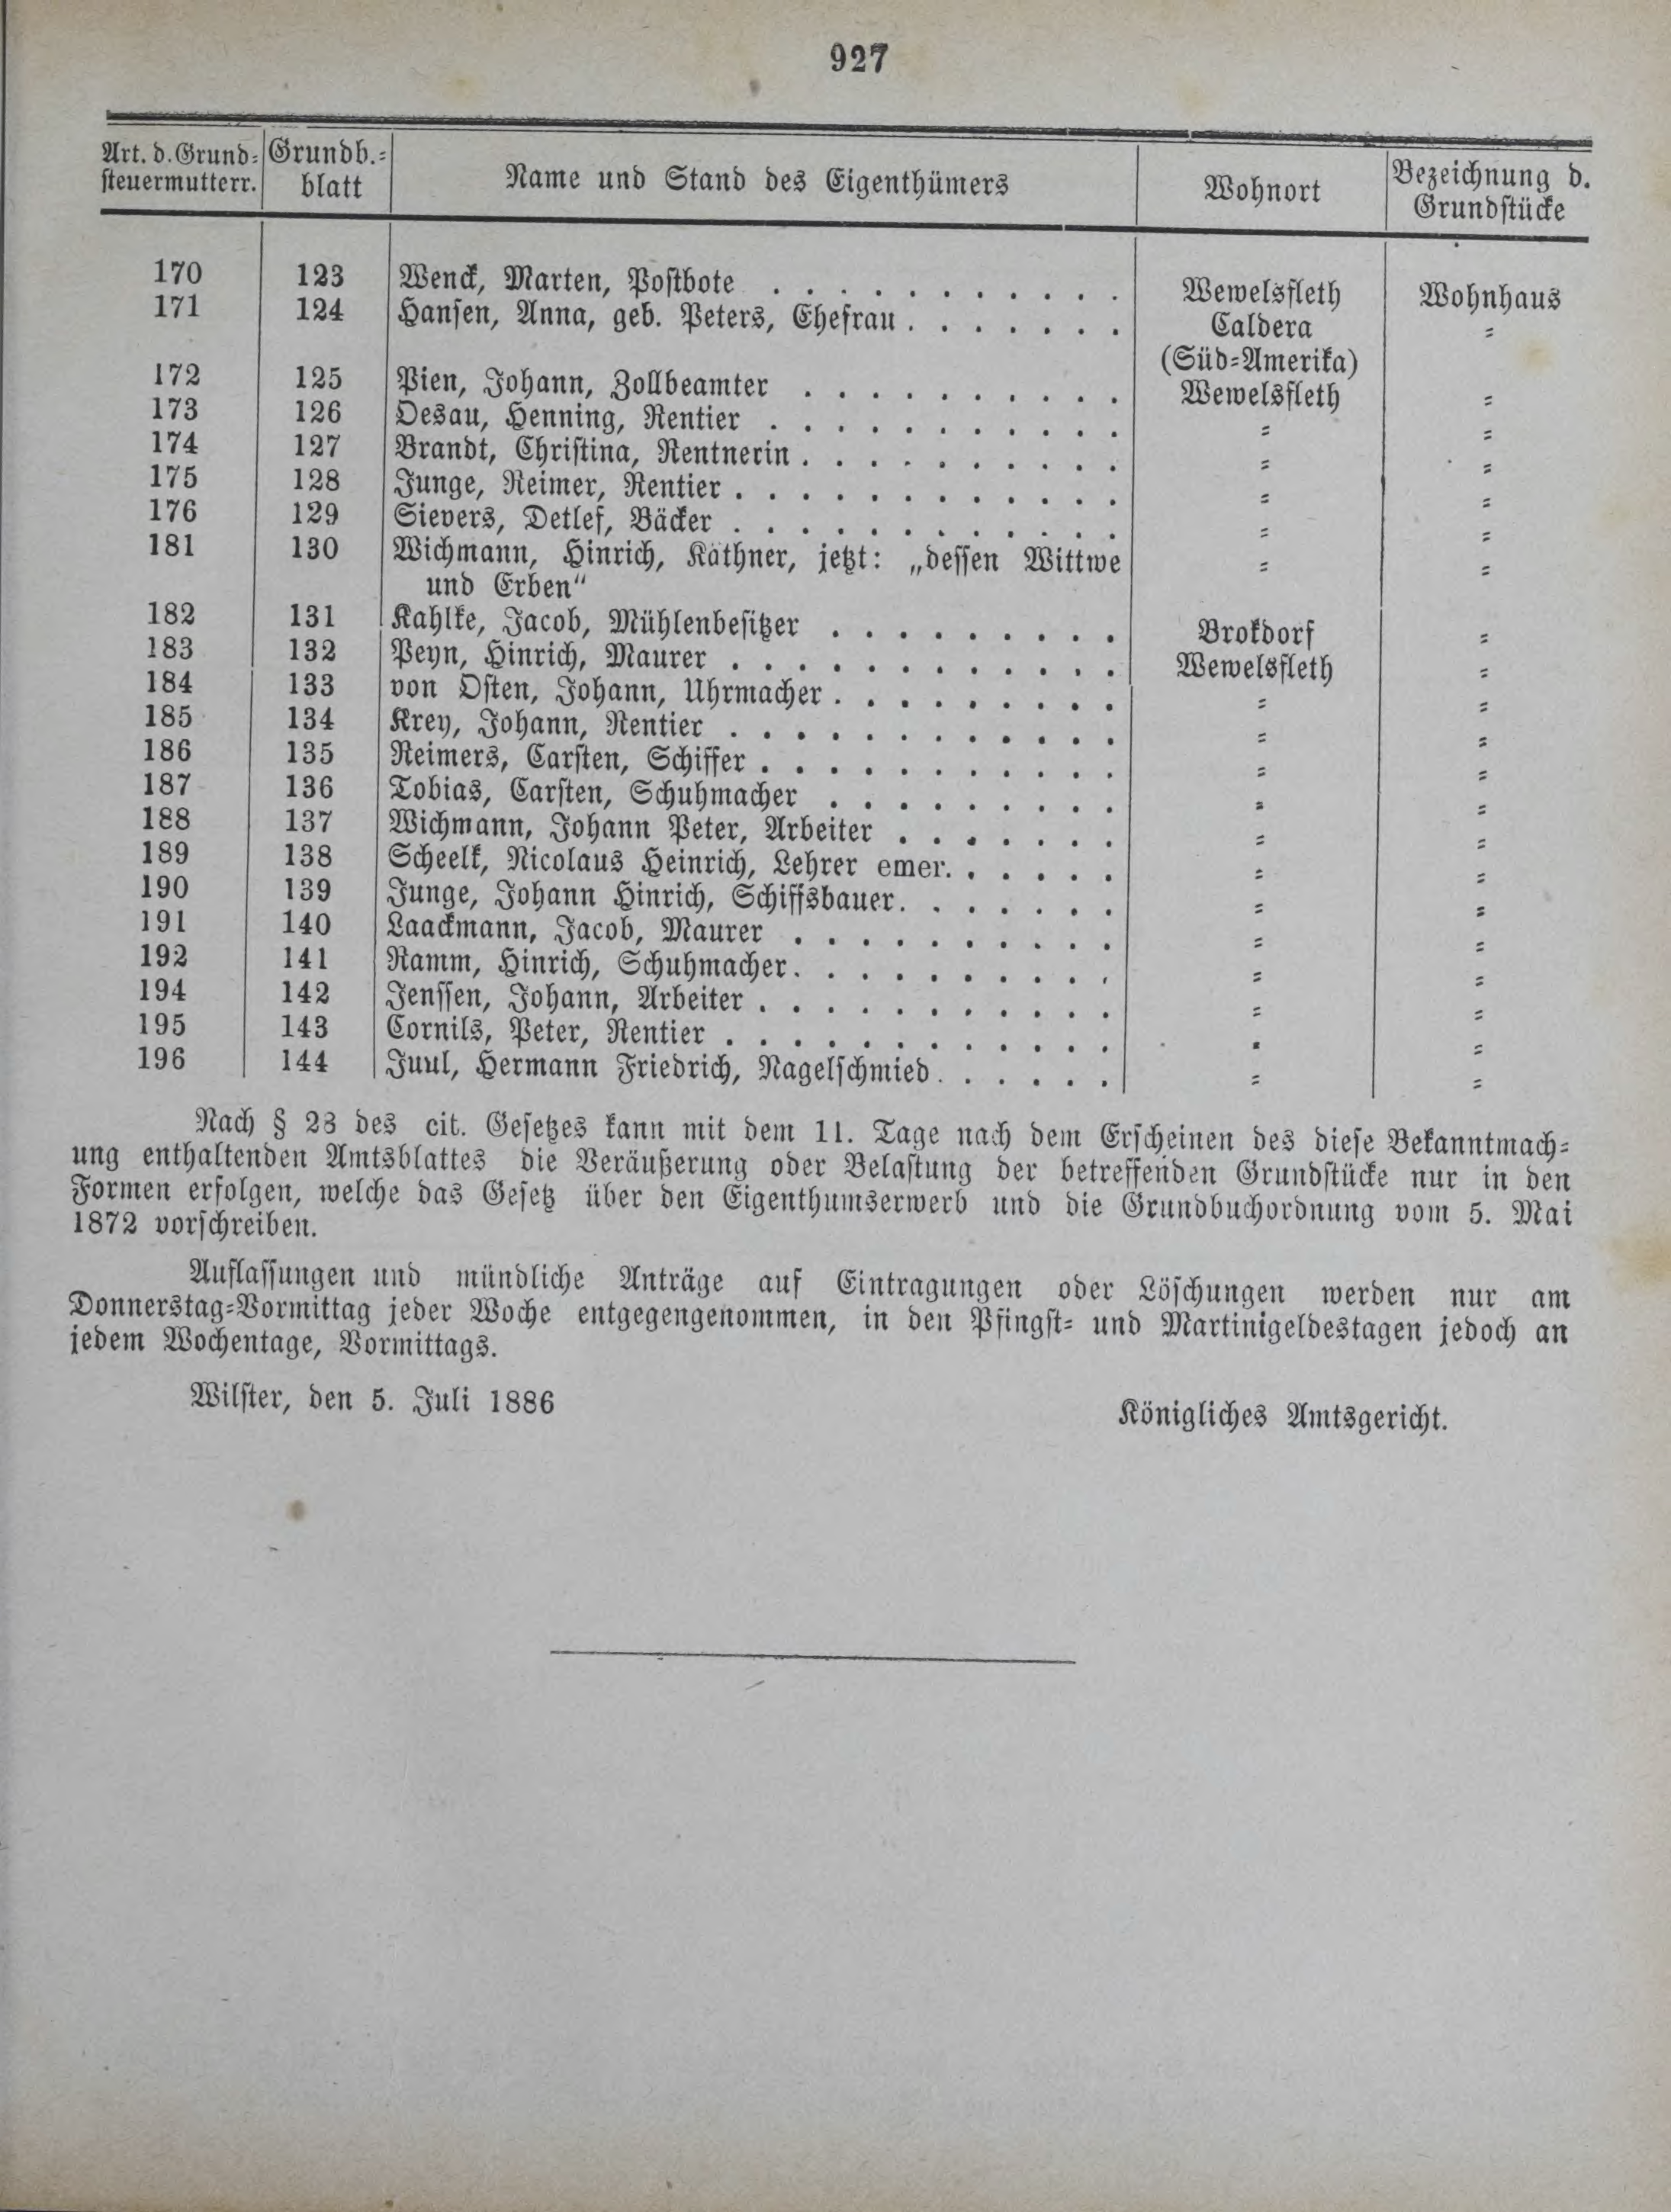 927
Art. d. Grund- Grundb.- Name und Stand des Eigenthümers Wohnort Bezeichnung d.
steuermutterr. blatt Grundstücke
170 123 Wenck, Marten, Postbote . . . . . . . . . . . Wewelsfleth Wohnhaus
171 124 Hansen, Anna, geb. Peters, Ehefrau . . . . . . . Caldera =
(Süd-Amerika)
172 125 Pien, Johann, Zollbeamter . . . . . . . . . . Wewelsfleth =
173 126 Desau, Henning, Rentier . . . . . . . . . . . = =
174 127 Brandt, Christina, Rentnerin . . . . . . . . . . = =
175 128 Junge, Reimer, Rentier . . . . . . . . . . . . = =
176 129 Sievers, Detlef, Bäcker . . . . . . . . . . . . = =
181 130 Wichmann, Hinrich, Käthner, jetzt: „dessen Wittwe = =
und Erben“
182 131 Kahlke, Jacob, Mühlenbesitzer . . . . . . . . . Brokdorf =
183 132 Peyn, Hinrich, Maurer . . . . . . . . . . . . Wewelsfleth =
184 133 von Osten, Johann, Uhrmacher . . . . . . . . . = =
185 134 Krey, Johann, Rentier . . . . . . . . . . . . = =
186 135 Reimers, Carsten, Schiffer . . . . . . . . . . . = =
187 136 Tobias, Carsten, Schuhmacher . . . . . . . . . = =
188 137 Wichmann, Johann Peter, Arbeiter . . . . . . . = =
189 138 Scheelk, Nicolaus Heinrich, Lehrer emer. . . . . . = =
190 139 Junge, Johann Hinrich, Schiffsbauer. . . . . . . = =
191 140 Laackmann, Jacob, Maurer . . . . . . . . . . = =
192 141 Ramm, Hinrich, Schuhmacher. . . . . . . . . . = =
194 142 Jenssen, Johann, Arbeiter . . . . . . . . . . . = =
195 143 Cornils, Peter, Rentier . . . . . . . . . . . . = =
196 144 Juul, Hermann Friedrich, Nagelschmied. . . . . . = =
Nach § 23 des cit. Gesetzes kann mit dem 11. Tage nach dem Erscheinen des diese Bekanntmach-
ung enthaltenden Amtsblattes die Veräußerung oder Belastung der betreffenden Grundstücke nur in den
Formen erfolgen, welche das Gesetz über den Eigenthumserwerb und die Grundbuchordnung vom 5. Mai
1872 vorschreiben.
Auflassungen und mündliche Anträge auf Eintragungen oder Löschungen werden nur am
Donnerstag-Vormittag jeder Woche entgegengenommen, in den Pfingst- und Martinigeldestagen jedoch an
jedem Wochentage, Vormittags.
Wilster, den 5. Juli 1886
Königliches Amtsgericht.